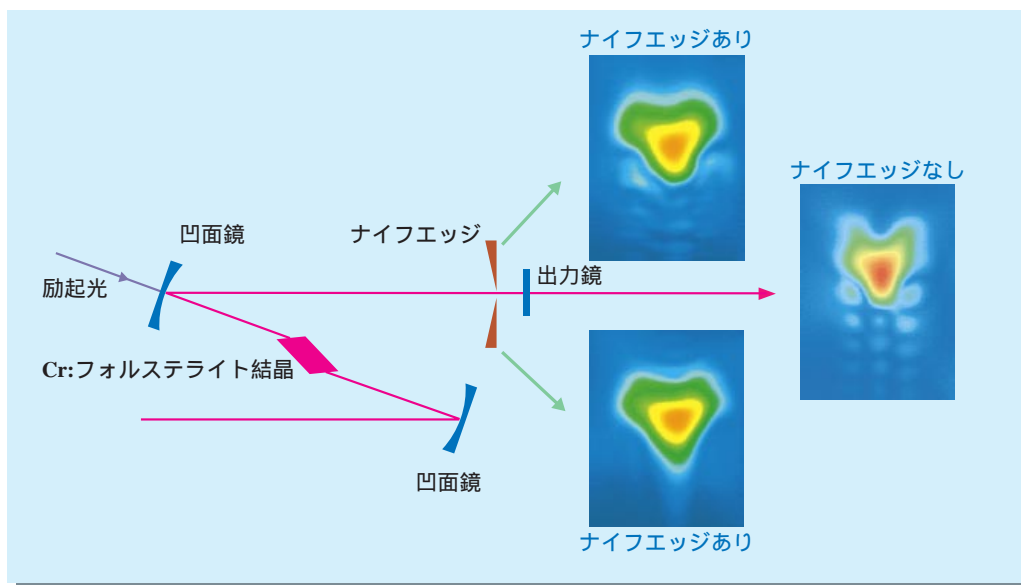 ナイフエッジあり
ナイフエッジなし
凹面鏡
ナイフエッジ
出力鏡
励起光
Cr:フォルステライト結晶
凹面鏡
ナイフエッジあり